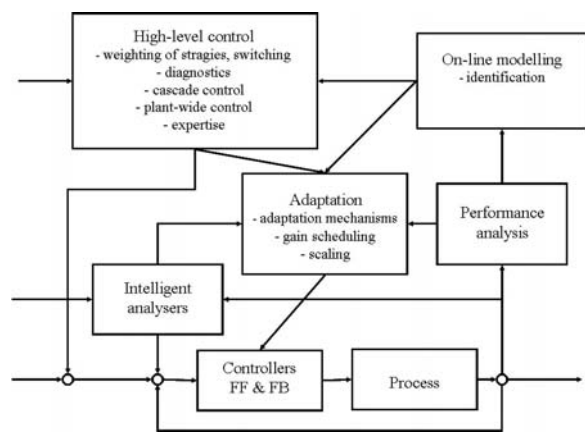 High-level control
- weighting of stragies, switching
- diagnostics
- cascade control
- plant-wide control
- expertise
On-line modelling
- identification
Adaptation
- adaptation mechanisms
- gain scheduling
- scaling
Performance
analysis
Intelligent
analysers
Controllers
FF & FB
Process